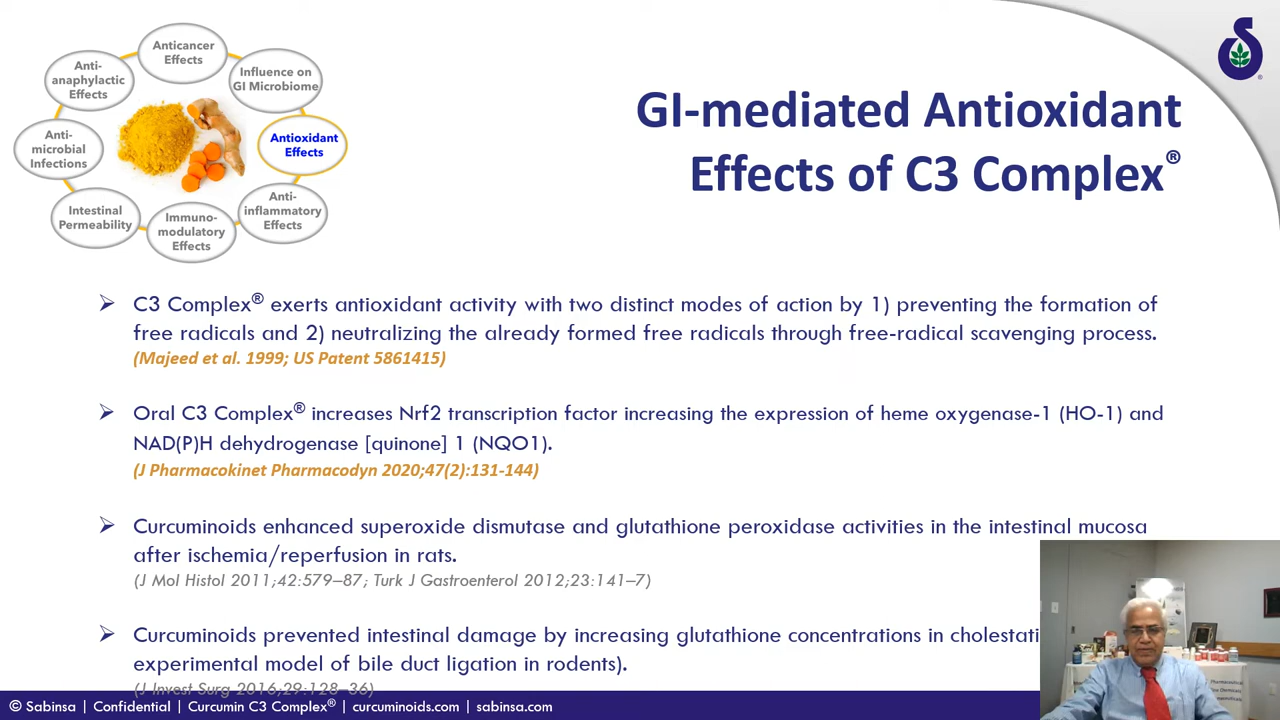 Anticancer
Effects
Anti-
anaphylactic
Effects
Influence on
GI Microbiome
Anti-
microbial
Infections
Antioxidant
Effects
Intestinal
Permeability
Immuno-
modulatory
Effects
Anti-
inflammatory
Effects
GI-mediated Antioxidant
Effects of C3 Complex®
➢ C3 Complex® exerts antioxidant activity with two distinct modes of action by 1) preventing the formation of
free radicals and 2) neutralizing the already formed free radicals through free-radical scavenging process.
(Majeed et al. 1999; US Patent 5861415)
➢ Oral C3 Complex® increases Nrf2 transcription factor increasing the expression of heme oxygenase-1 (HO-1) and
NAD(P)H dehydrogenase [quinone] 1 (NQO1).
(J Pharmacokinet Pharmacodyn 2020;47(2):131-144)
➢ Curcuminoids enhanced superoxide dismutase and glutathione peroxidase activities in the intestinal mucosa
after ischemia/reperfusion in rats.
(J Mol Histol 2011;42:579–87; Turk J Gastroenterol 2012;23:141–7)
➢ Curcuminoids prevented intestinal damage by increasing glutathione concentrations in cholestati
experimental model of bile duct ligation in rodents).
(J Invest Surg 2016;29:128–36)
© Sabinsa | Confidential | Curcumin C3 Complex® | curcuminoids.com | sabinsa.com